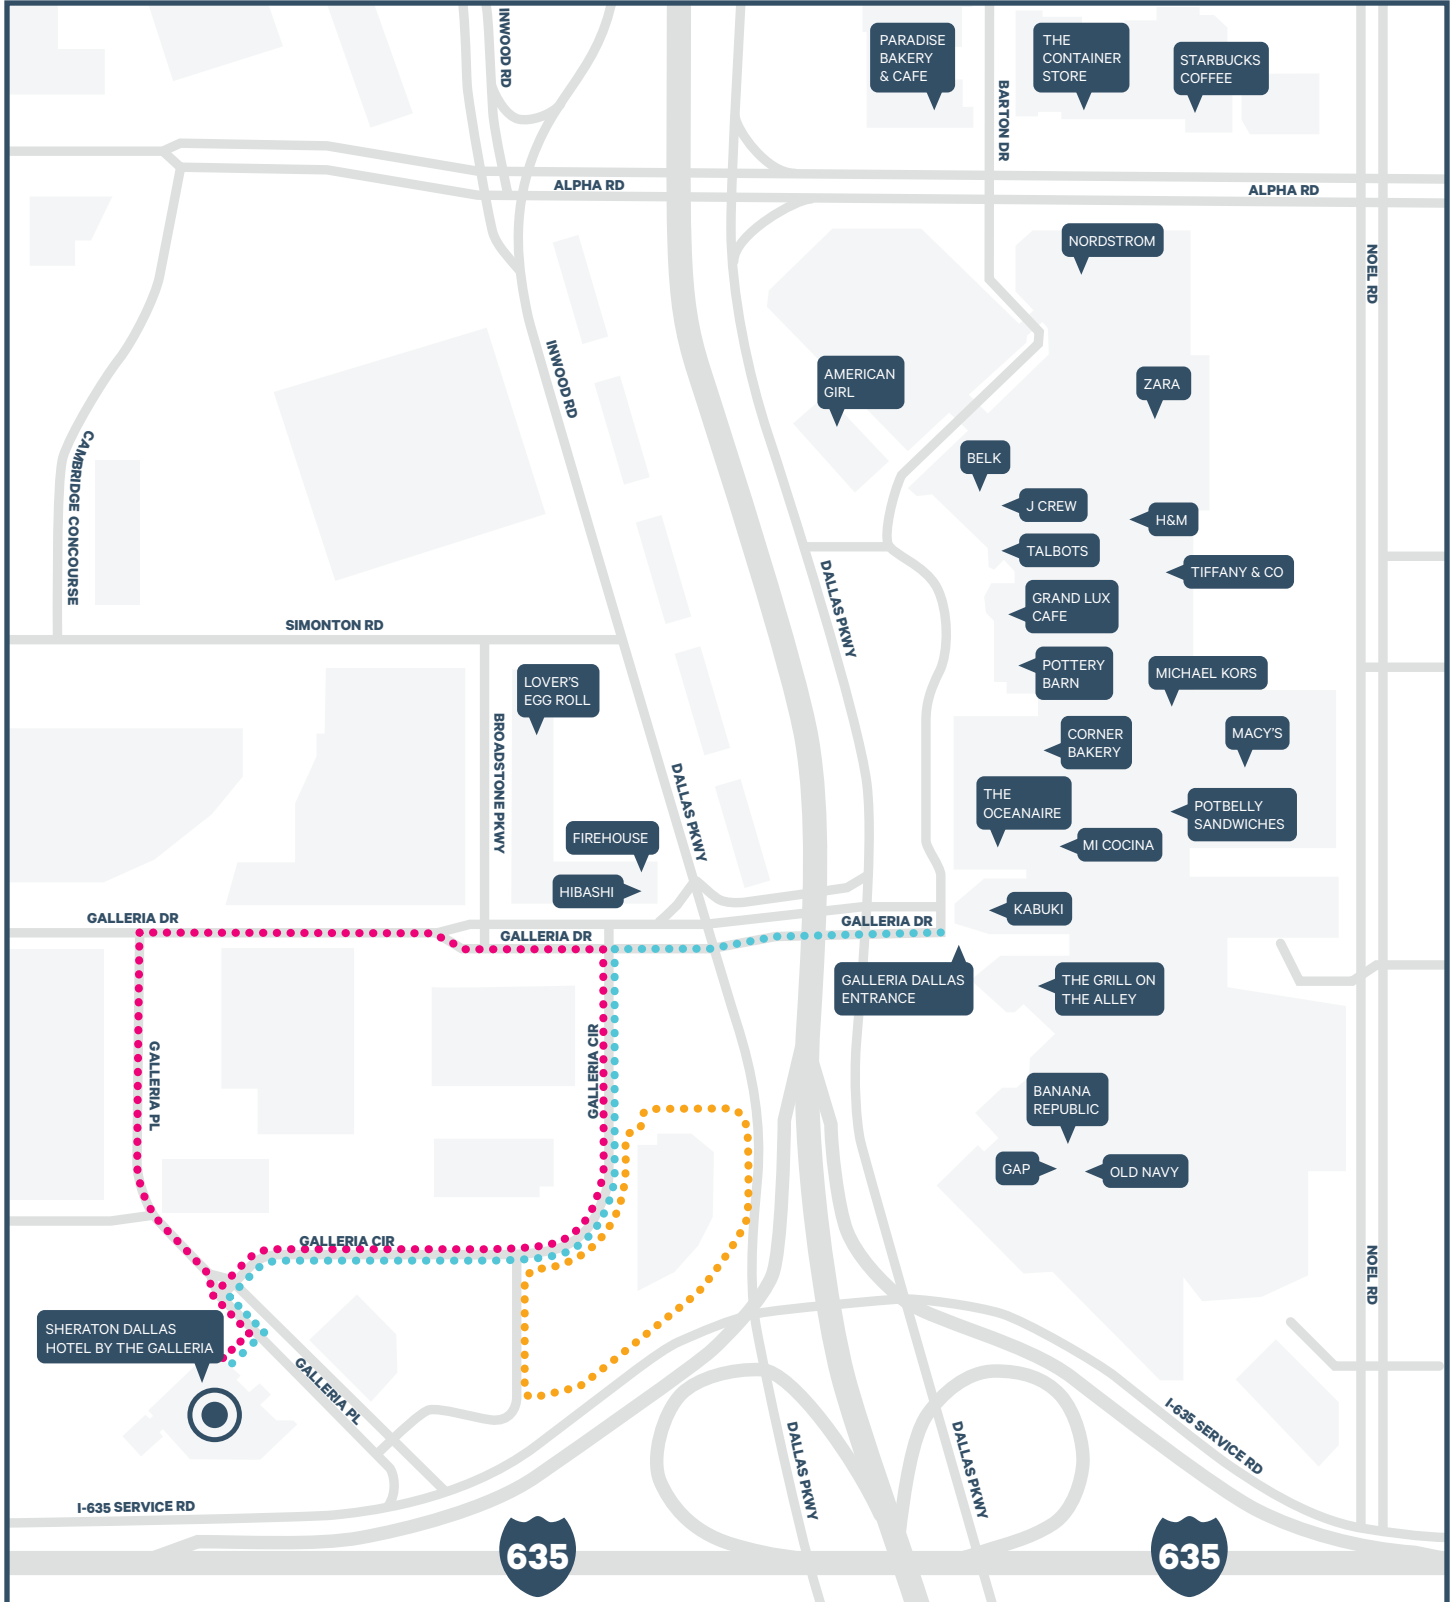 INWOOD RD
PARADISE
BAKERY
& CAFE
THE
CONTAINER
STORE
STARBUCKS
COFFEE
BARTON DR
ALPHA RD
ALPHA RD
NORDSTROM
NOEL RD
INWOOD RD
AMERICAN
GIRL
ZARA
CAMBRIDGE CONCOURSE
BELK
J CREW
H&M
TALBOTS
TIFFANY & CO
DALLAS PKWY
GRAND LUX
CAFE
SIMONTON RD
POTTERY
BARN
MICHAEL KORS
LOVER'S
EGG ROLL
BROADSTONE PKWY
CORNER
BAKERY
MACY'S
DALLAS PKWY
THE
OCEANAIRE
POTBELLY
SANDWICHES
FIREHOUSE
MI COCINA
HIBASHI
KABUKI
GALLERIA DR
GALLERIA DR
GALLERIA DR
GALLERIA DALLAS
ENTRANCE
THE GRILL ON
THE ALLEY
GALLERIA PL
GALLERIA CIR
BANANA
REPUBLIC
GAP
OLD NAVY
GALLERIA CIR
NOEL RD
SHERATON DALLAS
HOTEL BY THE GALLERIA
GALLERIA PL
DALLAS PKWY
DALLAS PKWY
I-635 SERVICE RD
I-635 SERVICE RD
635
635